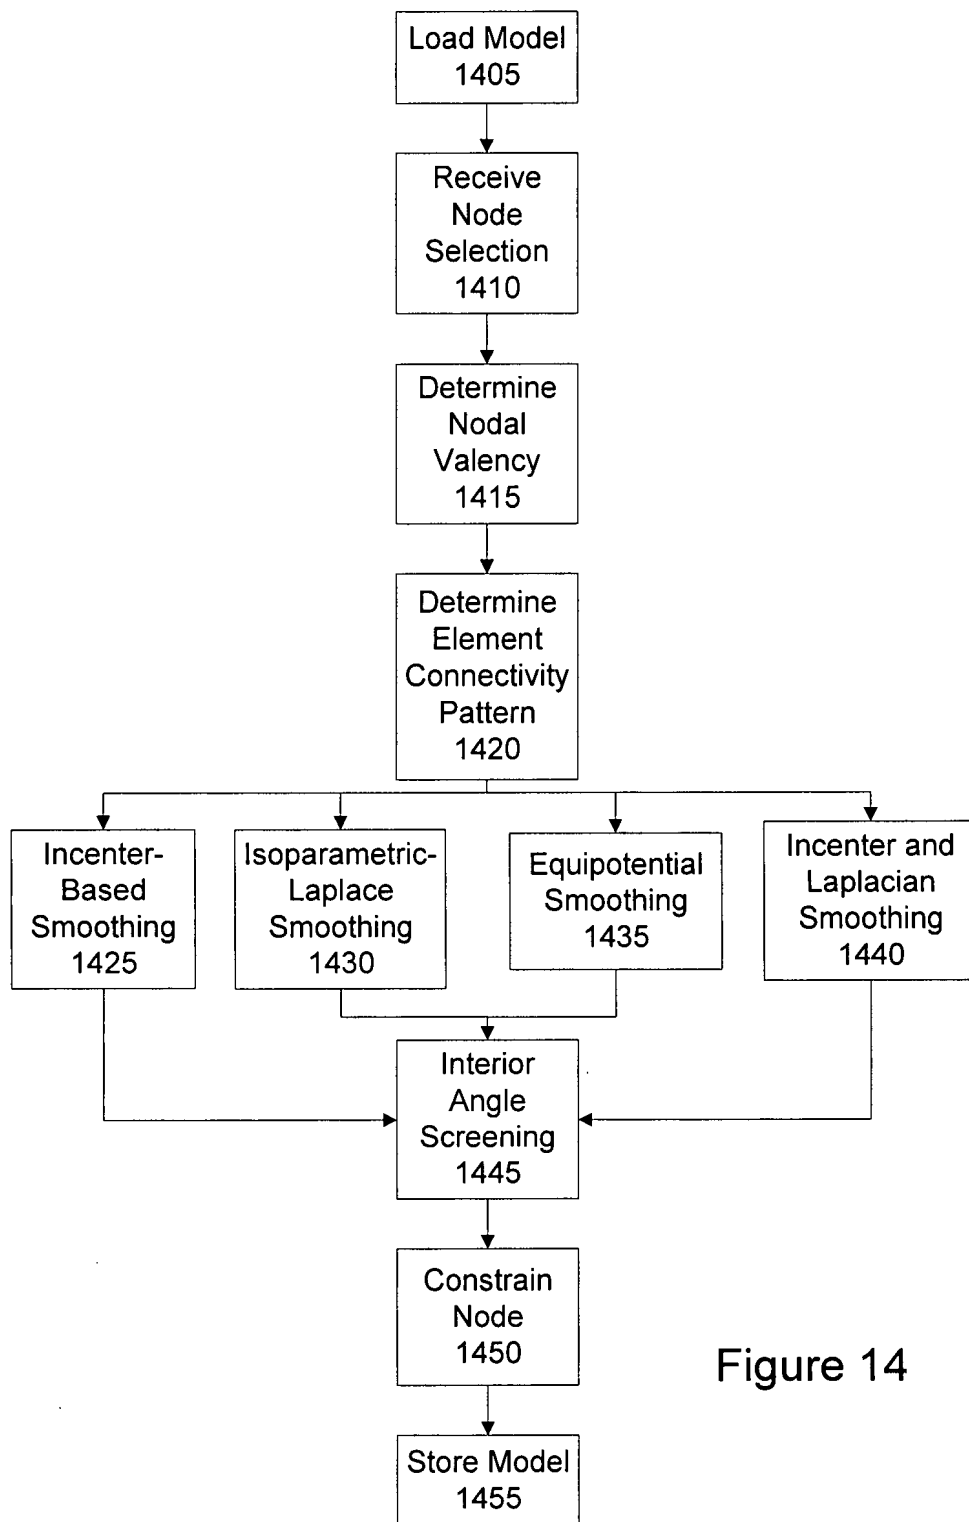 Load Model
1405
Receive
Node
Selection
1410
Determine
Nodal
Valency
1415
Determine
Element
Connectivity
Pattern
1420
Incenter-
Based
Smoothing
1425
Isoparametric-
Laplace
Smoothing
1430
Equipotential
Smoothing
1435
Incenter and
Laplacian
Smoothing
1440
Interior
Angle
Screening
1445
Constrain
Node
1450
Figure 14
Store Model
1455